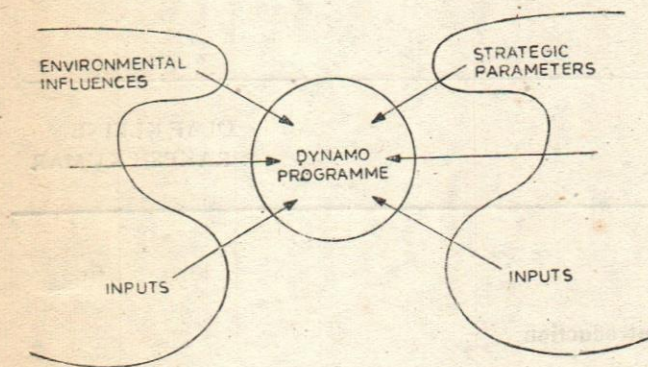 ENVIRONMENTAL
INFLUENCES
STRATEGIC
PARAMETERS
DYNAMO
PROGRAMME
INPUTS
INPUTS